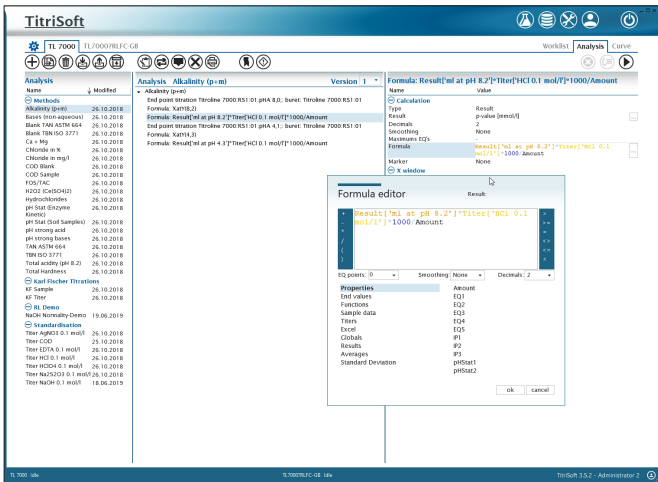 TitriSoft
TL 7000
TL70007RLFC-GB
Worklist
Analysis
Curve
Analysis
Name
Modified
Methods
Alkalinity (p+m) 26.10.2018
Bases (non-aqueous) 26.10.2018
Blank TAN ASTM 664 26.10.2018
Blank TBN ISO 3771 26.10.2018
Ca + Mg 26.10.2018
Chloride in % 26.10.2018
Chloride in mg/l 26.10.2018
COD Blank 26.10.2018
COD Sample 26.10.2018
FOS/TAC 26.10.2018
H2O2 (Ce(SO4)2) 26.10.2018
Hydrochlorides 26.10.2018
pH Stat (Enzyme 26.10.2018
Kinetic)
pH Stat (Soil Samples) 26.10.2018
pH strong acid 26.10.2018
pH strong bases 26.10.2018
TAN ASTM 664 26.10.2018
TBN ISO 3771 26.10.2018
Total acidity (pH 8.2) 26.10.2018
Total Hardness 26.10.2018
Karl Fischer Titrations
KF Sample 26.10.2018
KF Titer 26.10.2018
RL Demo
NaOH Normality-Demo 19.06.2019
Standardisation
Titer AgNO3 0.1 mol/l 26.10.2018
Titer COD 25.10.2018
Titer EDTA 0.1 mol/l 26.10.2018
Titer HCl 0.1 mol/l 26.10.2018
Titer HClO4 0.1 mol/l 26.10.2018
Titer Na2S2O3 0.1 mol/l 26.10.2018
Titer NaOH 0.1 mol/l 18.06.2019
Analysis Alkalinity (p+m) Version 1
Alkalinity (p+m)
End point titration Titroline 7000:RS1:01 pHA 8,0; buret: Titroline 7000:RS1:01
Formula: XatY(8,2)
Formula: Result['ml at pH 8.2']*Titer['HCl 0.1 mol/l']*1000/Amount
End point titration Titroline 7000:RS1:01 pHA 4,1; buret: Titroline 7000:RS1:01
Formula: XatY(4,3)
Formula: Result['ml at pH 4.3']*Titer['HCl 0.1 mol/l']*1000/Amount
Formula: Result['ml at pH 8.2']*Titer['HCl 0.1 mol/l']*1000/Amount
Name Value
Calculation
Type Result
Result p-value [mmol/l]
Decimals 2
Smoothing None
Maximums EQ's -
Formula Result['ml at pH 8.2']*Titer['HCl 0.1
mol/l']*1000/Amount
Marker None
X window
Formula editor Result:
+ Result['ml at pH 8.2']*Titer['HCl 0.1 >
- mol/l']*1000/Amount >=
* =
/ <>
( <=
) <
EQ points: 0 Smoothing: None Decimals: 2
Properties Amount
End values EQ1
Functions EQ2
Sample data EQ3
Titers EQ4
Excel EQ5
Globals IP1
Results IP2
Averages IP3
Standard Deviation pHStat1
pHStat2
ok cancel
TL 7000 Idle
TL70007RLFC-GB Idle
TitriSoft 3.5.2 - Administrator 2